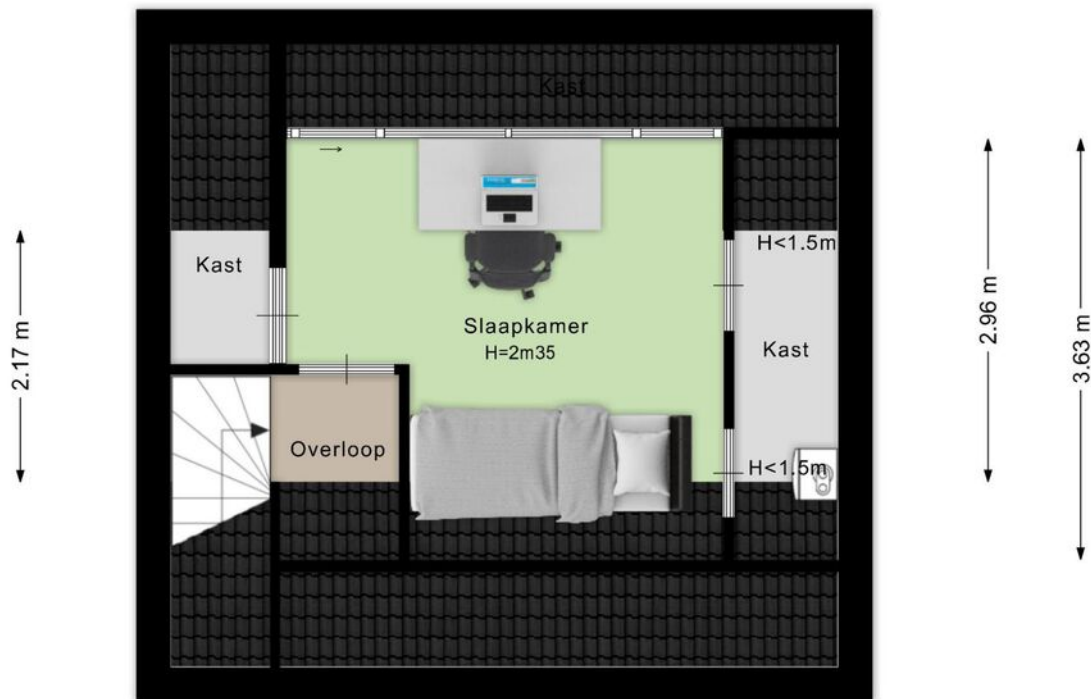 Kast
H<1.5m
Kast
Slaapkamer
H=2m35
Kast
Overloop
H<1.5m
2.17 m
2.96 m
3.63 m